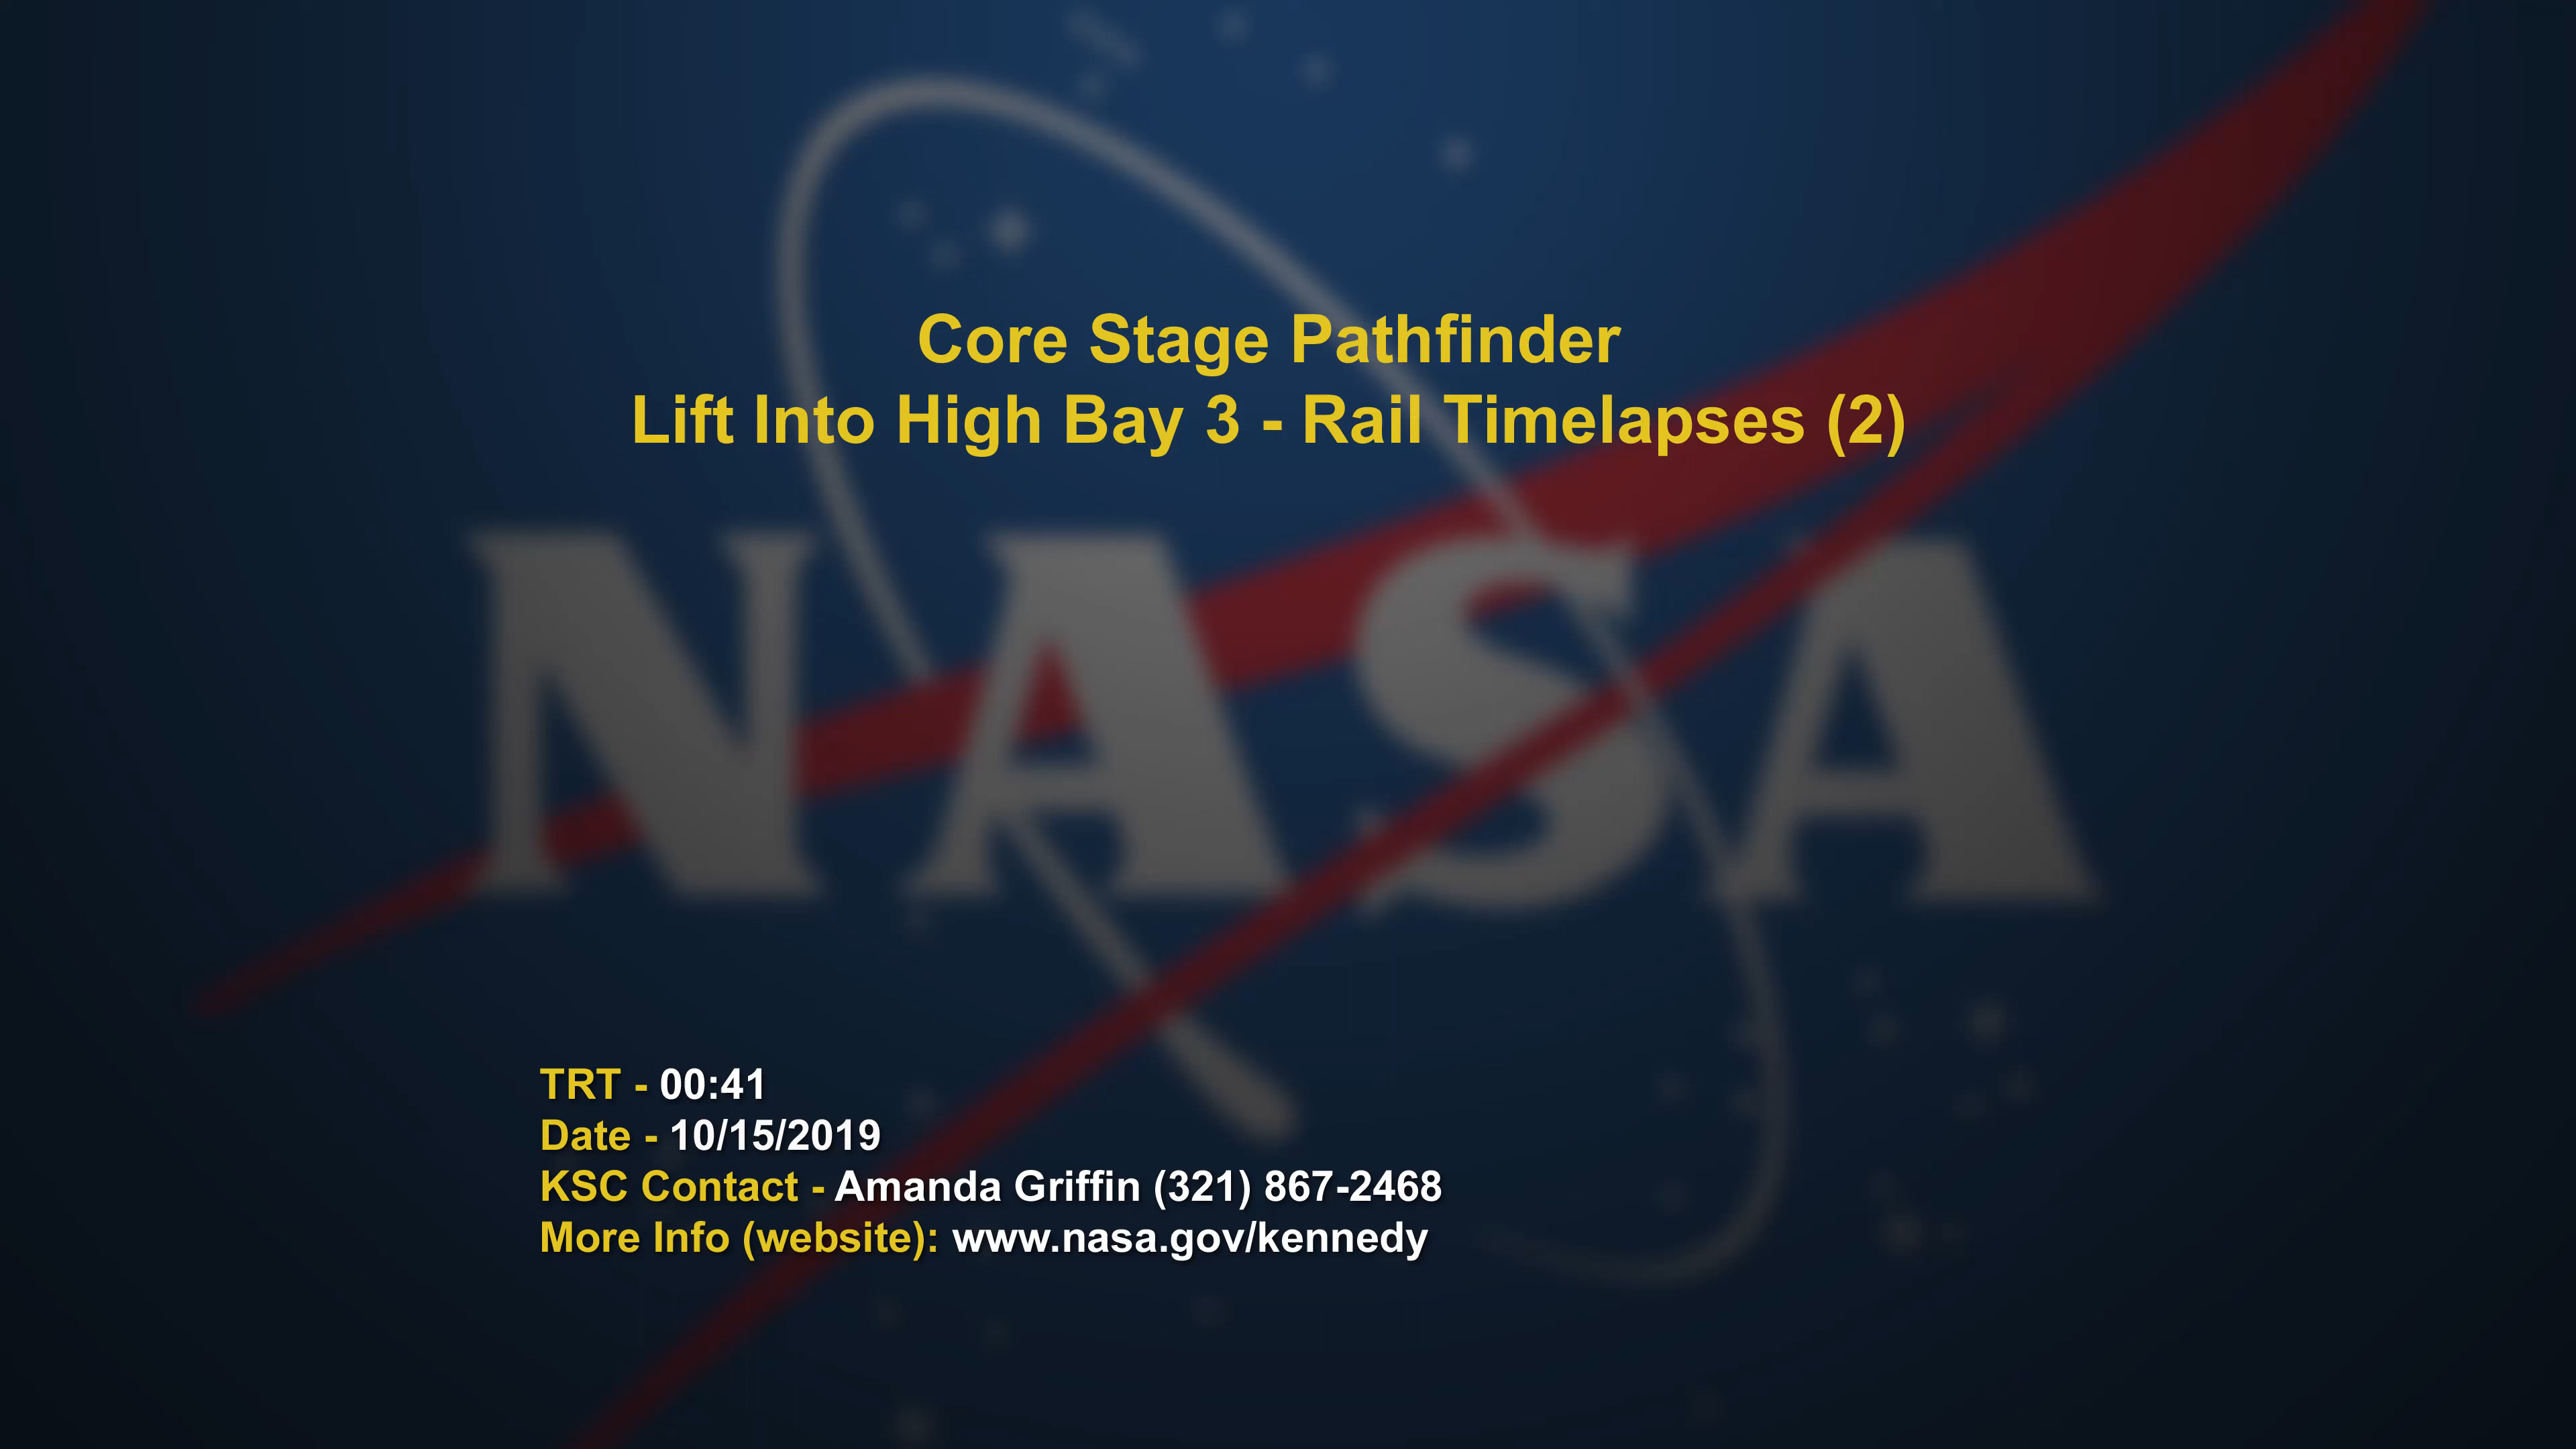 Core Stage Pathfinder
Lift Into High Bay 3 - Rail Timelapses (2)
NASA
TRT - 00:41
Date - 10/15/2019
KSC Contact - Amanda Griffin (321) 867-2468
More Info (website): www.nasa.gov/kennedy